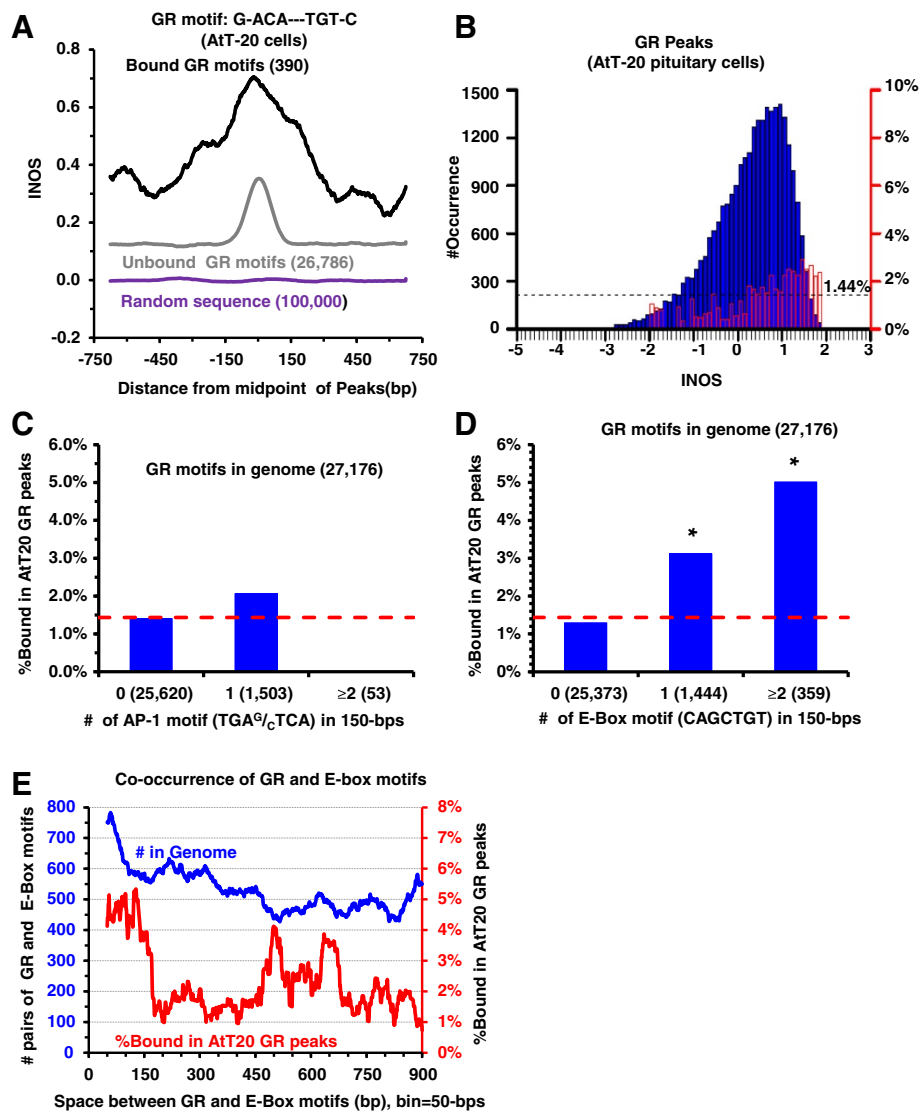 A
GR motif: G-ACA---TGT-C
(AtT-20 cells)
Bound GR motifs (390)
0.8
0.6
0.4
0.2
0.0
-0.2
INOS
Unbound GR motifs (26,786)
Random sequence (100,000)
-750 -450 -150 150 450 750
Distance from midpoint of Peaks(bp)
B
GR Peaks
(AtT-20 pituitary cells)
1500
1200
900
600
300
0
#Occurrence
10%
8%
6%
4%
2%
0%
1.44%
-5 -4 -3 -2 -1 0 1 2 3
INOS
C
6.0%
5.0%
4.0%
3.0%
2.0%
1.0%
0.0%
%Bound in AtT20 GR peaks
GR motifs in genome (27,176)
0 (25,620) 1 (1,503) ≥2 (53)
# of AP-1 motif (TGAG/CTCA) in 150-bps
D
GR motifs in genome (27,176)
6%
5%
4%
3%
2%
1%
0%
%Bound in AtT20 GR peaks
*
*
0 (25,373) 1 (1,444) ≥2 (359)
# of E-Box motif (CAGCTGT) in 150-bps
E
Co-occurrence of GR and E-box motifs
800
700
600
500
400
300
200
100
0
# pairs of GR and E-Box motifs
# in Genome
%Bound in AtT20 GR peaks
8%
7%
6%
5%
4%
3%
2%
1%
0%
%Bound in AtT20 GR peaks
0 150 300 450 600 750 900
Space between GR and E-Box motifs (bp), bin=50-bps